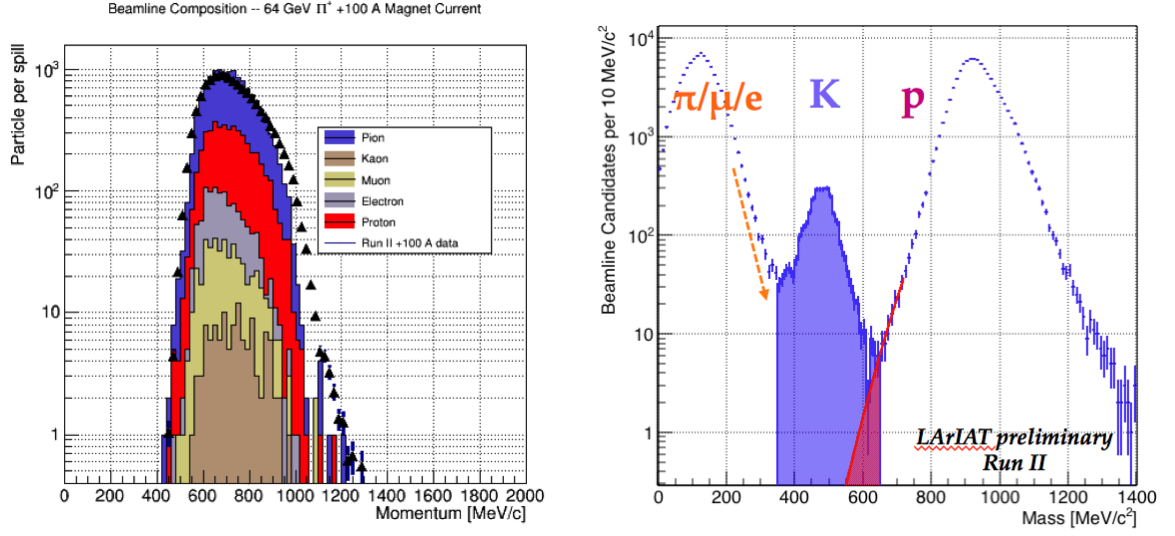 Beamline Composition -- 64 GeV Π⁺ +100 A Magnet Current
Particle per spill
10³
10²
10
1
0 200 400 600 800 1000 1200 1400 1600 1800 2000
Momentum [MeV/c]
Pion
Kaon
Muon
Electron
Proton
Run II +100 A data
Beamline Candidates per 10 MeV/c²
10⁴
10³
10²
10
1
π/μ/e
K
p
LArIAT preliminary
Run II
0 200 400 600 800 1000 1200 1400
Mass [MeV/c²]